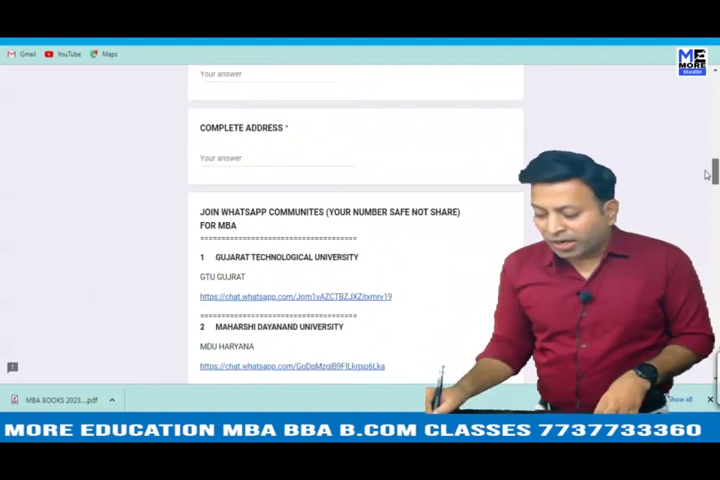 Gmail YouTube Maps
ME
MORE
Education
Your answer
COMPLETE ADDRESS *
Your answer
JOIN WHATSAPP COMMUNITES (YOUR NUMBER SAFE NOT SHARE)
FOR MBA
====================================
1 GUJARAT TECHNOLOGICAL UNIVERSITY
GTU GUJRAT
====================================
2 MAHARSHI DAYANAND UNIVERSITY
MDU HARYANA
MBA BOOKS 2023....pdf
Show all
MORE EDUCATION MBA BBA B.COM CLASSES 7737733360